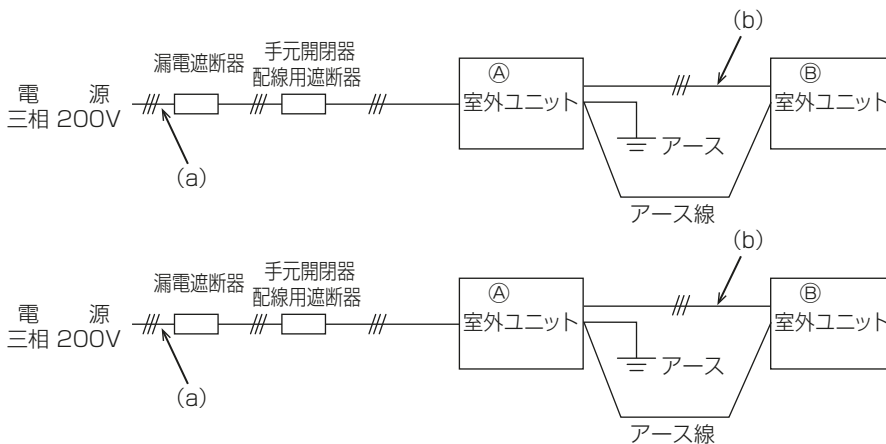 (b)
手元開閉器
漏電遮断器 配線用遮断器
Ⓐ Ⓑ
電 源 室外ユニット 室外ユニット
三相 200V
アース
(a)
アース線
(b)
手元開閉器
漏電遮断器 配線用遮断器
Ⓐ Ⓑ
電 源 室外ユニット 室外ユニット
三相 200V
アース
(a)
アース線